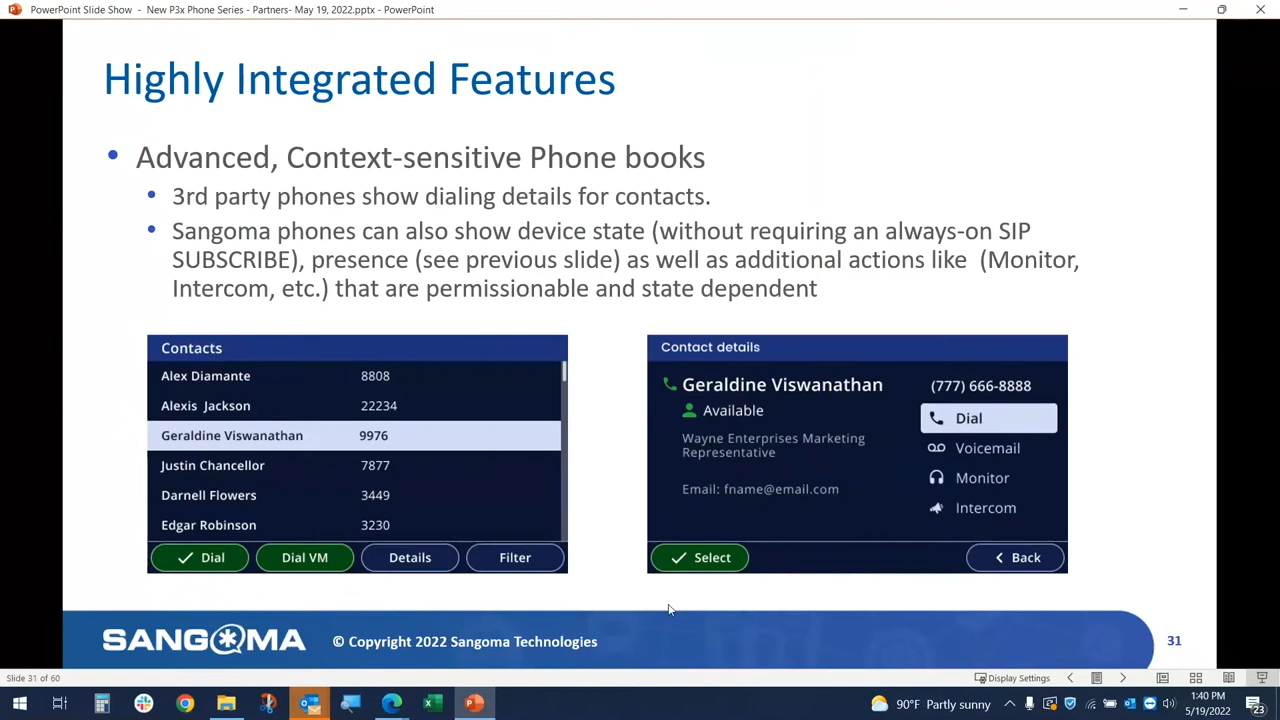 PowerPoint Slide Show - New P3x Phone Series - Partners- May 19, 2022.pptx - PowerPoint
Highly Integrated Features
• Advanced, Context-sensitive Phone books
• 3rd party phones show dialing details for contacts.
• Sangoma phones can also show device state (without requiring an always-on SIP
SUBSCRIBE), presence (see previous slide) as well as additional actions like (Monitor,
Intercom, etc.) that are permissionable and state dependent
Contacts
Alex Diamante 8808
Alexis Jackson 22234
Geraldine Viswanathan 9976
Justin Chancellor 7877
Darnell Flowers 3449
Edgar Robinson 3230
Dial Dial VM Details Filter
Contact details
Geraldine Viswanathan (777) 666-8888
Available
Wayne Enterprises Marketing
Representative
Email: fname@email.com
Dial
Voicemail
Monitor
Intercom
Select Back
SANGOMA © Copyright 2022 Sangoma Technologies 31
Slide 31 of 60 Display Settings
90°F Partly sunny 1:40 PM
5/19/2022 23